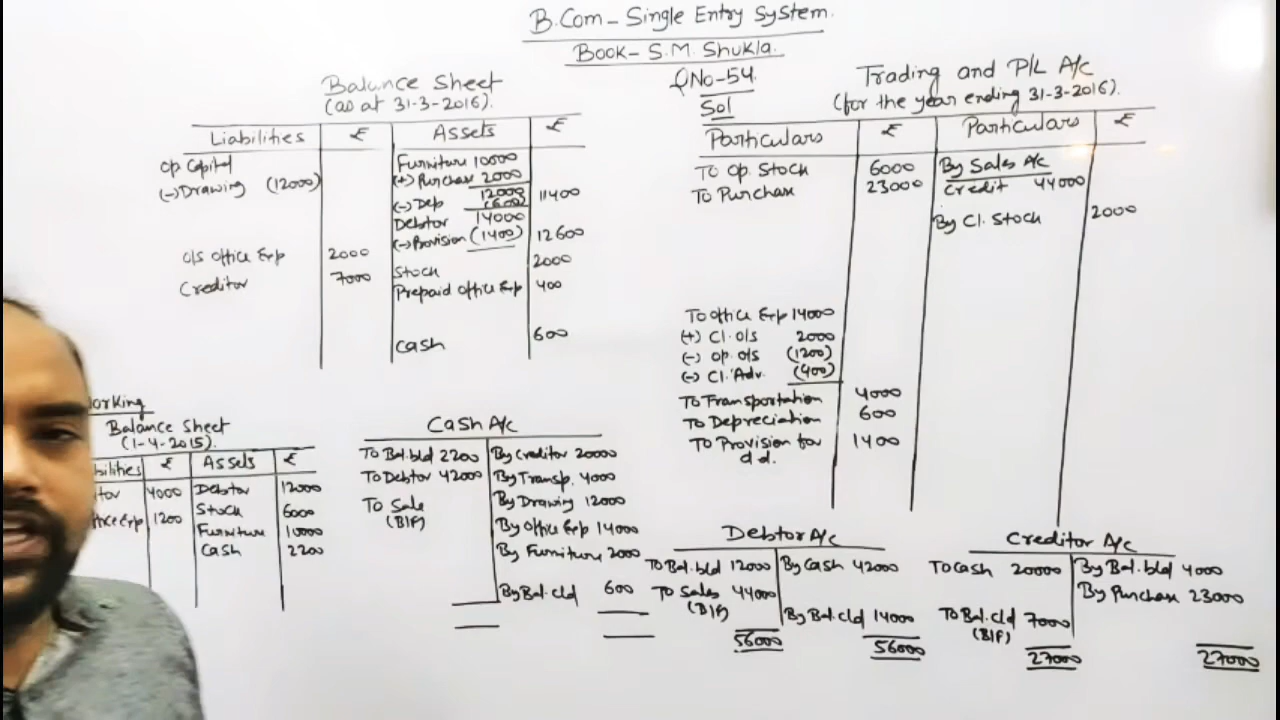 B.Com - Single Entry System.
Book - S.M. Shukla.
QNo-54.
Sol
Balance Sheet
(as at 31-3-2016).
Liabilities ₹ Assets ₹
Op Capital
(-) Drawing (12000)
O/s Office Exp 2000
Creditor 7000
Furniture 10000
(+) Purchase 2000
12000
(-) Dep (600) 11400
Debtor 14000
(-) Provision (1400) 12600
Stock 2000
Prepaid Office Exp 400
Cash 600
Trading and P/L A/c
(for the year ending 31-3-2016).
Particulars ₹ Particulars ₹
To Op. Stock 6000
To Purchase 23000
To Office Exp 14000
(+) Cl. o/s 2000
(-) Op. o/s (1200)
(-) Cl. Adv. (400)
To Transportation 4000
To Depreciation 600
To Provision for 1400
d.d.
By Sales A/c
Credit 44000
By Cl. Stock 2000
orking
Balance Sheet
(1-4-2015).
bilities ₹ Assets ₹
tor 4000 Debtor 12000
ffice Exp 1200 Stock 6000
Furniture 10000
Cash 2200
Cash A/c
To Bal. b/d 2200 By Creditor 20000
To Debtor 42000 By Transp. 4000
To Sale By Drawing 12000
(B/F) By Office Exp 14000
By Furniture 2000
By Bal. c/d 600
Debtor A/c
To Bal. b/d 12000 By Cash 42000
To Sales 44000
(B/F) By Bal. c/d 14000
56000 56000
Creditor A/c
To Cash 20000 By Bal. b/d 4000
By Purchase 23000
To Bal. c/d 7000
(B/F)
27000 27000